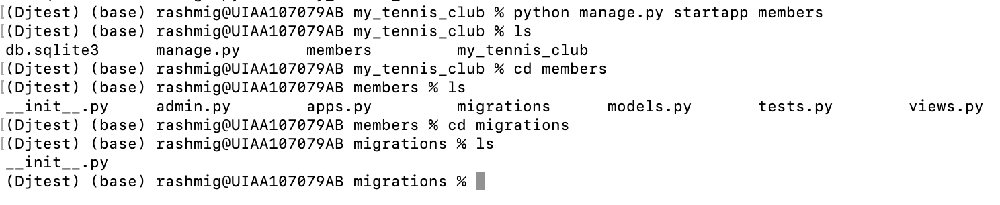 [(Djtest) (base) rashmig@UIAA107079AB my_tennis_club % python manage.py startapp members
[(Djtest) (base) rashmig@UIAA107079AB my_tennis_club % ls
db.sqlite3 manage.py members my_tennis_club
[(Djtest) (base) rashmig@UIAA107079AB my_tennis_club % cd members
[(Djtest) (base) rashmig@UIAA107079AB members % ls
__init__.py admin.py apps.py migrations models.py tests.py views.py
[(Djtest) (base) rashmig@UIAA107079AB members % cd migrations
[(Djtest) (base) rashmig@UIAA107079AB migrations % ls
__init__.py
(Djtest) (base) rashmig@UIAA107079AB migrations %